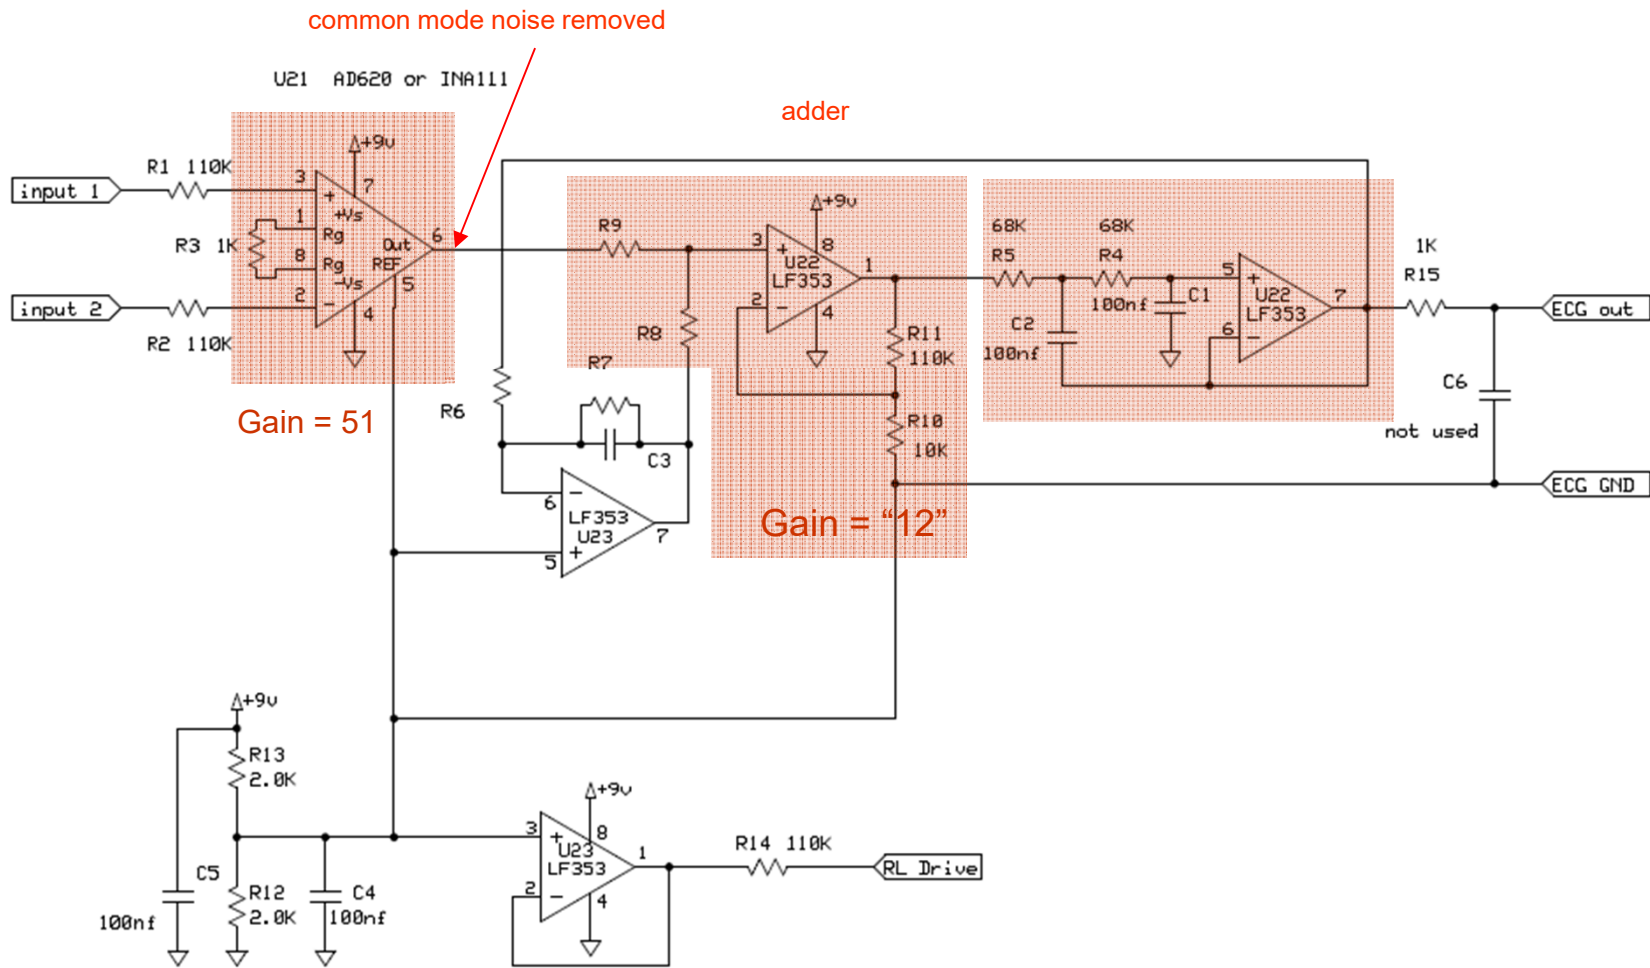 common mode noise removed
U21 AD620 or INA111
adder
+9v
R1 110K
input 1
3
7
+
+Vs
1
Rg
R3 1K
8
Rg
Out
REF
6
-Vs
5
2
-
4
input 2
R2 110K
Gain = 51
R9
+9v
3
+
8
U22
LF353
1
2
-
4
R8
R11
110K
R10
10K
Gain = “12”
68K
R5
68K
R4
C2
100nf
100nf
C1
5
+
U22
LF353
7
6
-
1K
R15
ECG out
C6
not used
ECG GND
R6
R7
C3
6
-
LF353
U23
7
5
+
+9v
R13
2.0K
C5
100nf
R12
2.0K
C4
100nf
+9v
3
+
8
U23
LF353
1
2
-
4
R14 110K
RL Drive